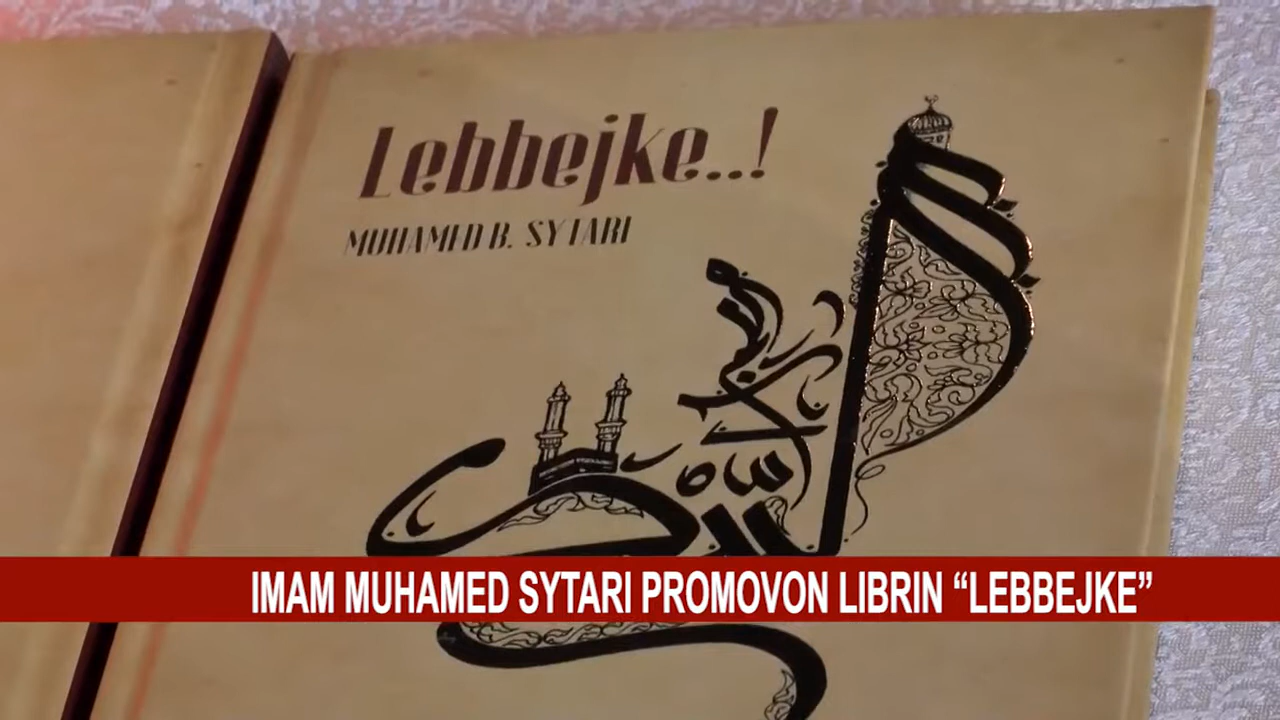 Lebbejke..!
MUHAMED B. SYTARI
IMAM MUHAMED SYTARI PROMOVON LIBRIN “LEBBEJKE”